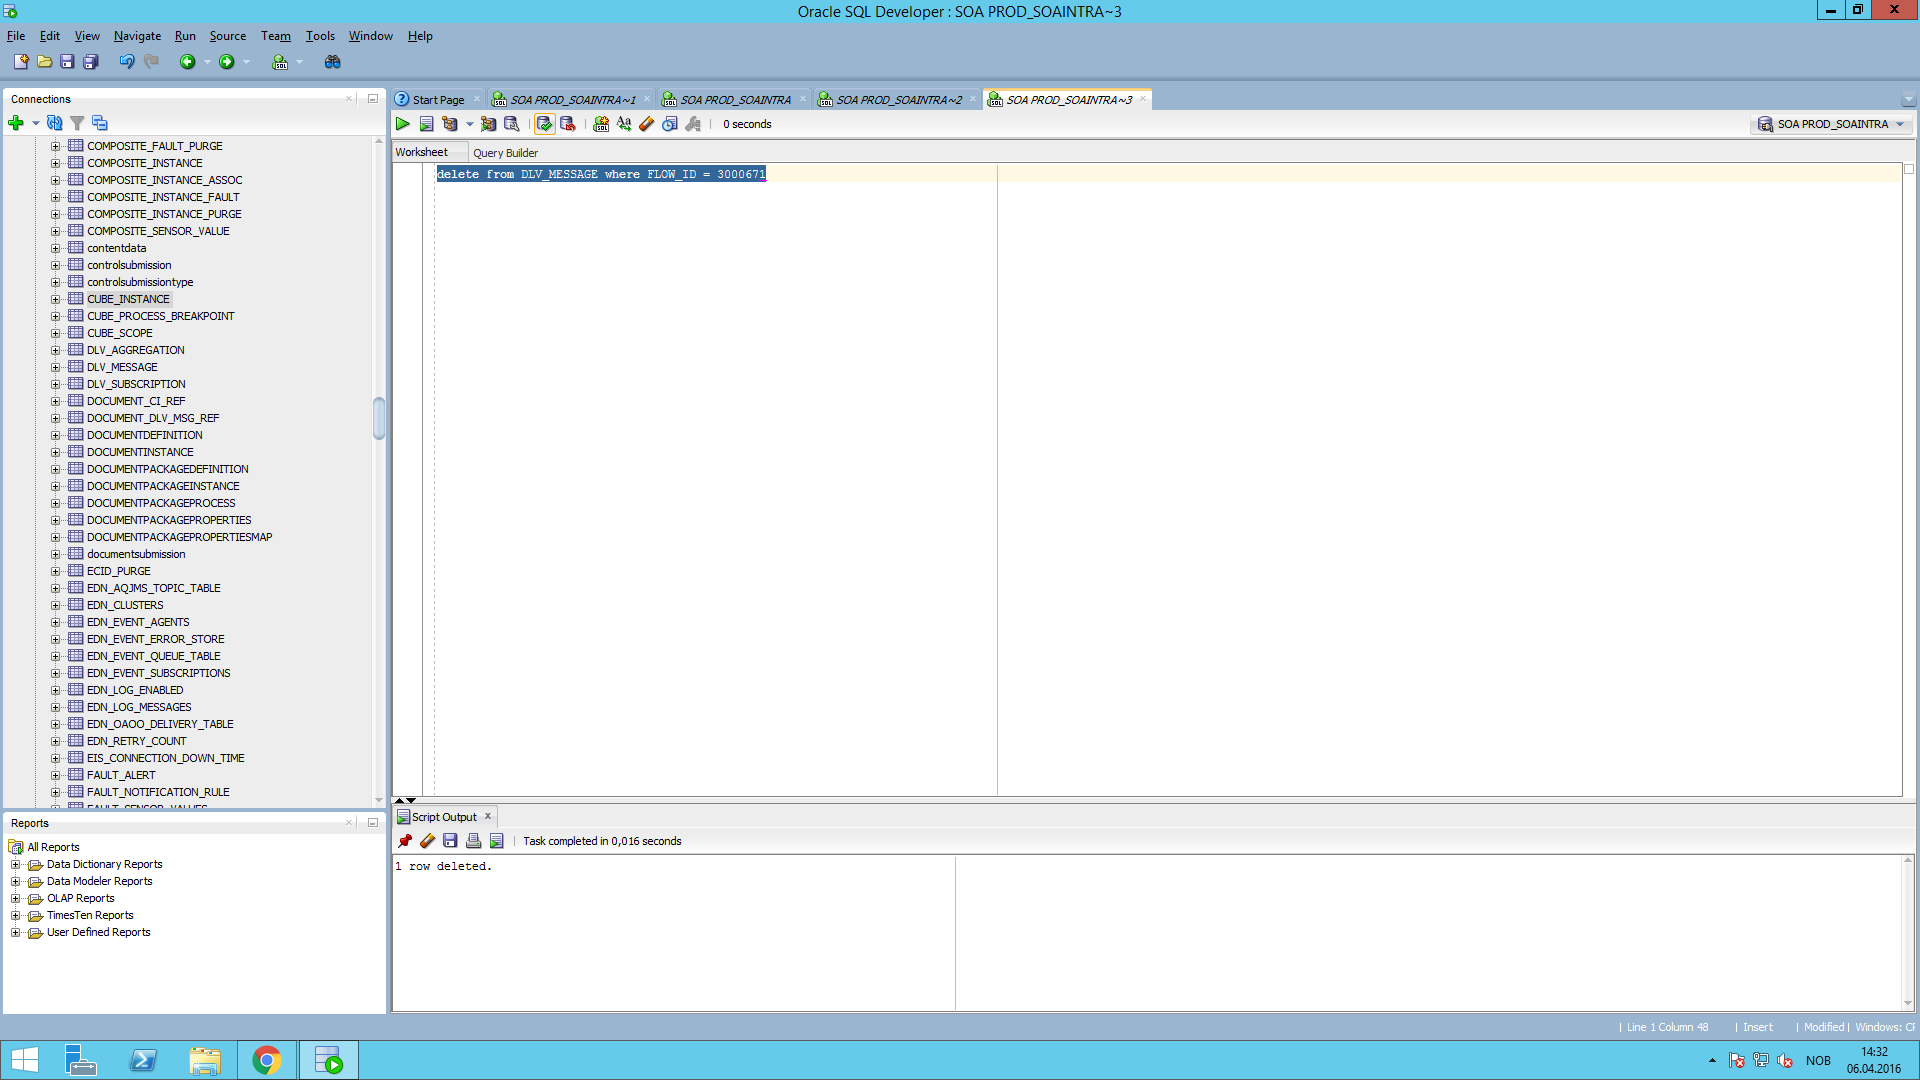 Oracle SQL Developer : SOA PROD_SOAINTRA~3
File Edit View Navigate Run Source Team Tools Window Help
Connections
COMPOSITE_FAULT_PURGE
COMPOSITE_INSTANCE
COMPOSITE_INSTANCE_ASSOC
COMPOSITE_INSTANCE_FAULT
COMPOSITE_INSTANCE_PURGE
COMPOSITE_SENSOR_VALUE
contentdata
controlsubmission
controlsubmissiontype
CUBE_INSTANCE
CUBE_PROCESS_BREAKPOINT
CUBE_SCOPE
DLV_AGGREGATION
DLV_MESSAGE
DLV_SUBSCRIPTION
DOCUMENT_CI_REF
DOCUMENT_DLV_MSG_REF
DOCUMENTDEFINITION
DOCUMENTINSTANCE
DOCUMENTPACKAGEDEFINITION
DOCUMENTPACKAGEINSTANCE
DOCUMENTPACKAGEPROCESS
DOCUMENTPACKAGEPROPERTIES
DOCUMENTPACKAGEPROPERTIESMAP
documentsubmission
ECID_PURGE
EDN_AQJMS_TOPIC_TABLE
EDN_CLUSTERS
EDN_EVENT_AGENTS
EDN_EVENT_ERROR_STORE
EDN_EVENT_QUEUE_TABLE
EDN_EVENT_SUBSCRIPTIONS
EDN_LOG_ENABLED
EDN_LOG_MESSAGES
EDN_OAOO_DELIVERY_TABLE
EDN_RETRY_COUNT
EIS_CONNECTION_DOWN_TIME
FAULT_ALERT
FAULT_NOTIFICATION_RULE
FAULT_SENSOR_VALUES
Reports
All Reports
Data Dictionary Reports
Data Modeler Reports
OLAP Reports
TimesTen Reports
User Defined Reports
Start Page SOA PROD_SOAINTRA~1 SOA PROD_SOAINTRA SOA PROD_SOAINTRA~2 SOA PROD_SOAINTRA~3
0 seconds SOA PROD_SOAINTRA
Worksheet Query Builder
delete from DLV_MESSAGE where FLOW_ID = 3000671
Script Output
Task completed in 0,016 seconds
1 row deleted.
Line 1 Column 48 Insert Modified Windows: CF
NOB
14:32
06.04.2016